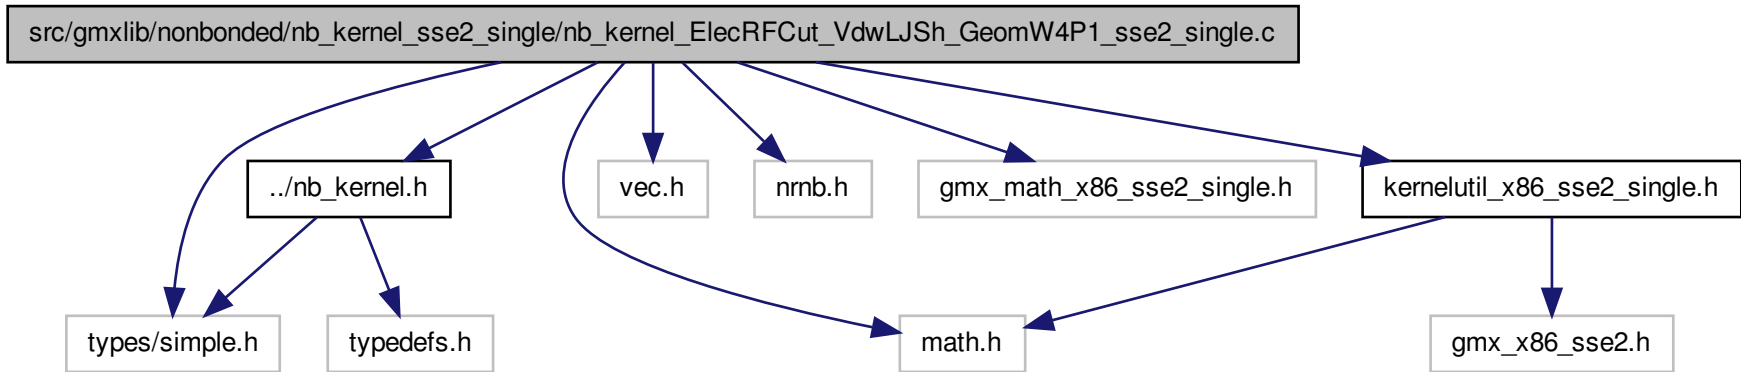 src/gmxlib/nonbonded/nb_kernel_sse2_single/nb_kernel_ElecRFCut_VdwLJSh_GeomW4P1_sse2_single.c
../nb_kernel.h
vec.h
nrnb.h
gmx_math_x86_sse2_single.h
kernelutil_x86_sse2_single.h
types/simple.h
typedefs.h
math.h
gmx_x86_sse2.h